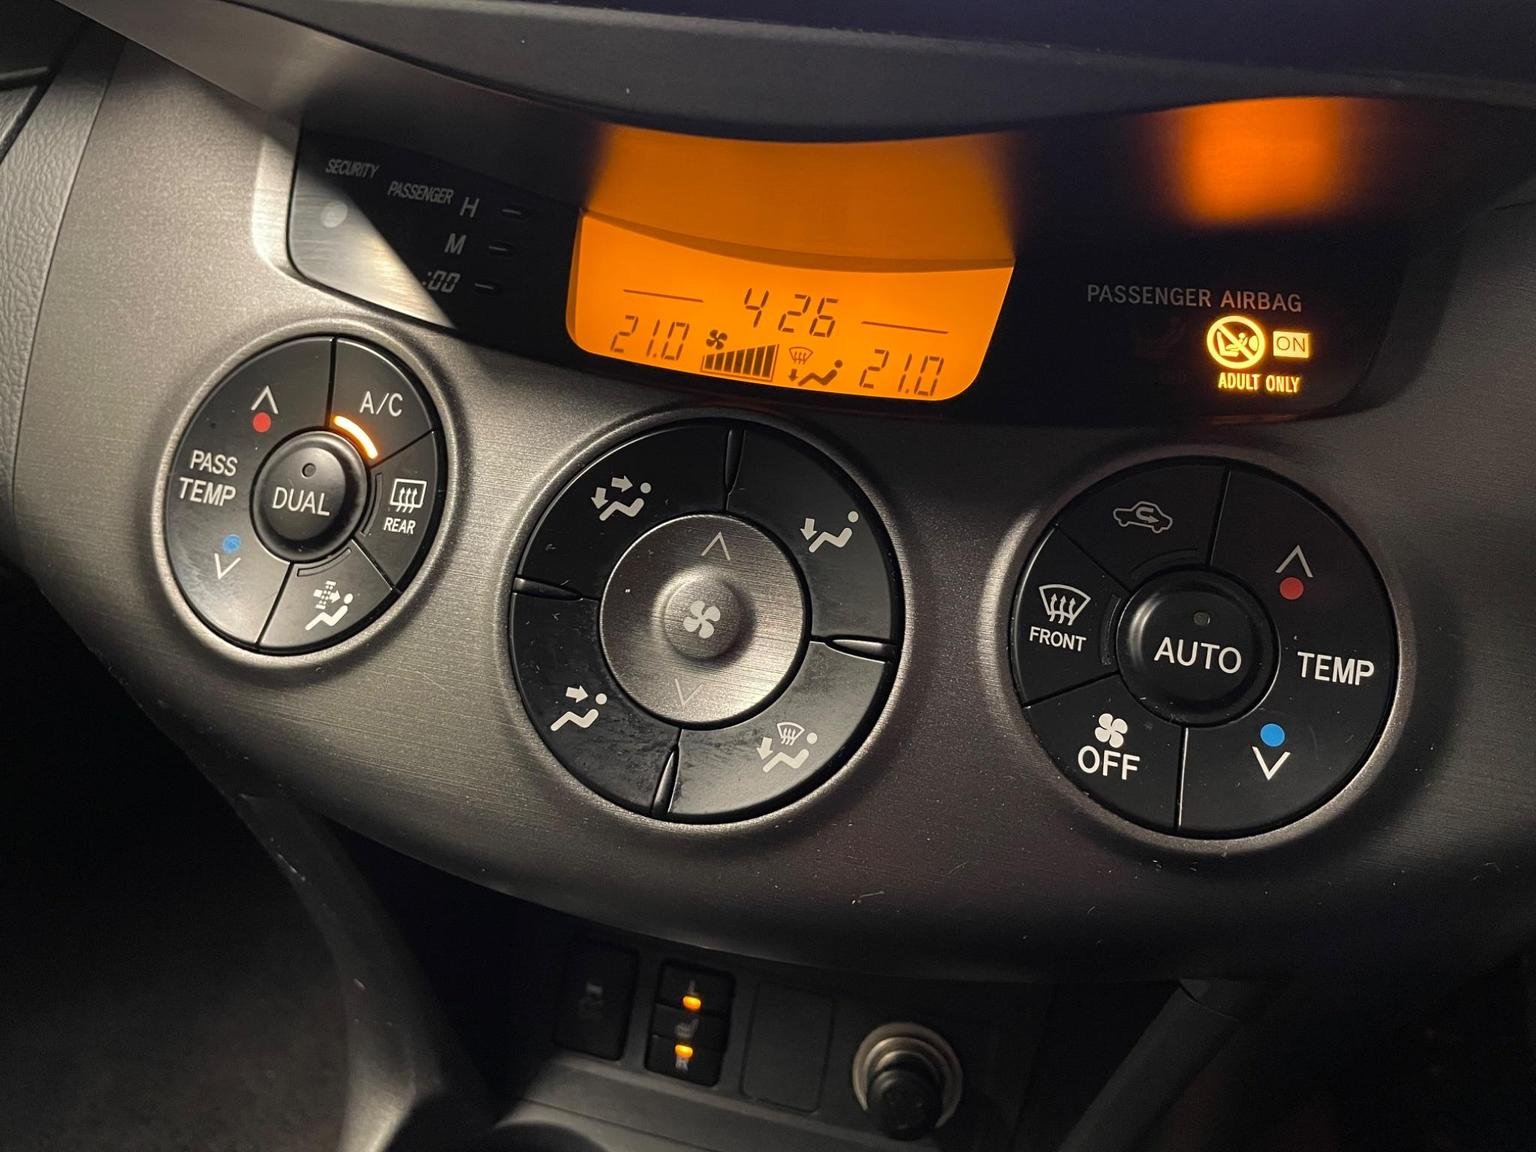 SECURITY
PASSENGER
H
M
:00
4 26
21.0
21.0
PASSENGER AIRBAG
ON
ADULT ONLY
A/C
PASS
TEMP
DUAL
REAR
FRONT
AUTO
TEMP
OFF